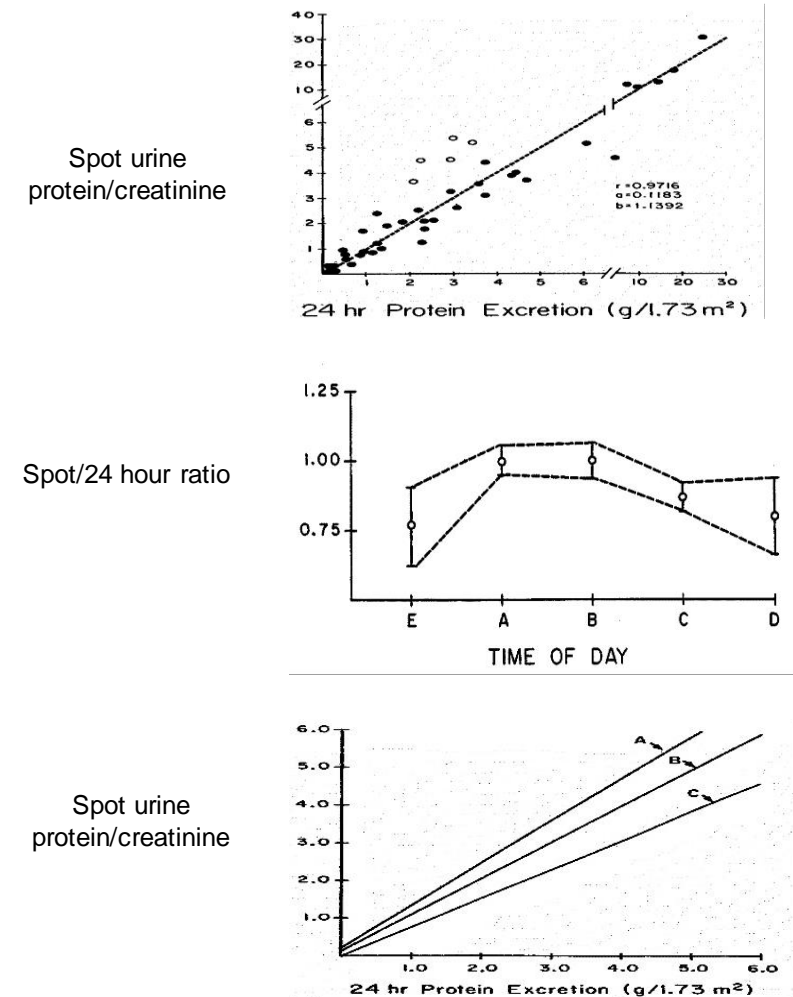 Spot urine
protein/creatinine
40
30
20
10
6
5
4
3
2
1
r=0.9716
a=0.1183
b=1.1392
1 2 3 4 5 6 10 20 30
24 hr Protein Excretion (g/1.73 m²)
Spot/24 hour ratio
1.25
1.00
0.75
E A B C D
TIME OF DAY
Spot urine
protein/creatinine
6.0
5.0
4.0
3.0
2.0
1.0
A
B
C
1.0 2.0 3.0 4.0 5.0 6.0
24 hr Protein Excretion (g/1.73 m²)